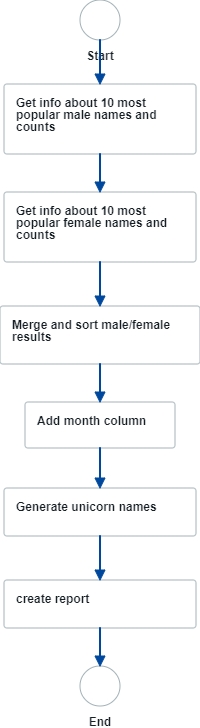 Start
Get info about 10 most
popular male names and
counts
Get info about 10 most
popular female names and
counts
Merge and sort male/female
results
Add month column
Generate unicorn names
create report
End